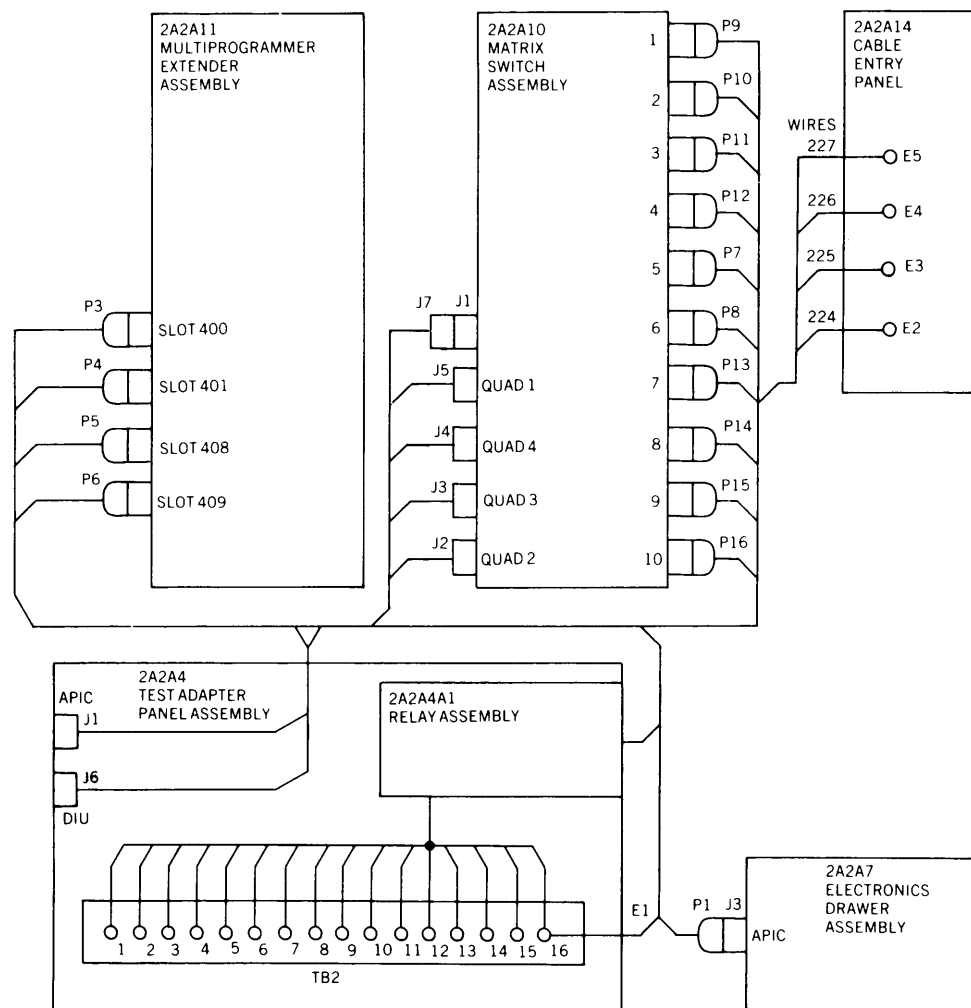 2A2A11
MULTIPROGRAMMER
EXTENDER
ASSEMBLY
P3
SLOT 400
P4
SLOT 401
P5
SLOT 408
P6
SLOT 409
2A2A10
MATRIX
SWITCH
ASSEMBLY
J7 J1
J5
QUAD 1
J4
QUAD 4
J3
QUAD 3
J2
QUAD 2
1 P9
2 P10
3 P11
4 P12
5 P7
6 P8
7 P13
8 P14
9 P15
10 P16
2A2A14
CABLE
ENTRY
PANEL
WIRES
227 E5
226 E4
225 E3
224 E2
2A2A4
TEST ADAPTER
PANEL ASSEMBLY
APIC
J1
J6
DIU
2A2A4A1
RELAY ASSEMBLY
1 2 3 4 5 6 7 8 9 10 11 12 13 14 15 16
TB2
E1
P1 J3
2A2A7
ELECTRONICS
DRAWER
ASSEMBLY
APIC